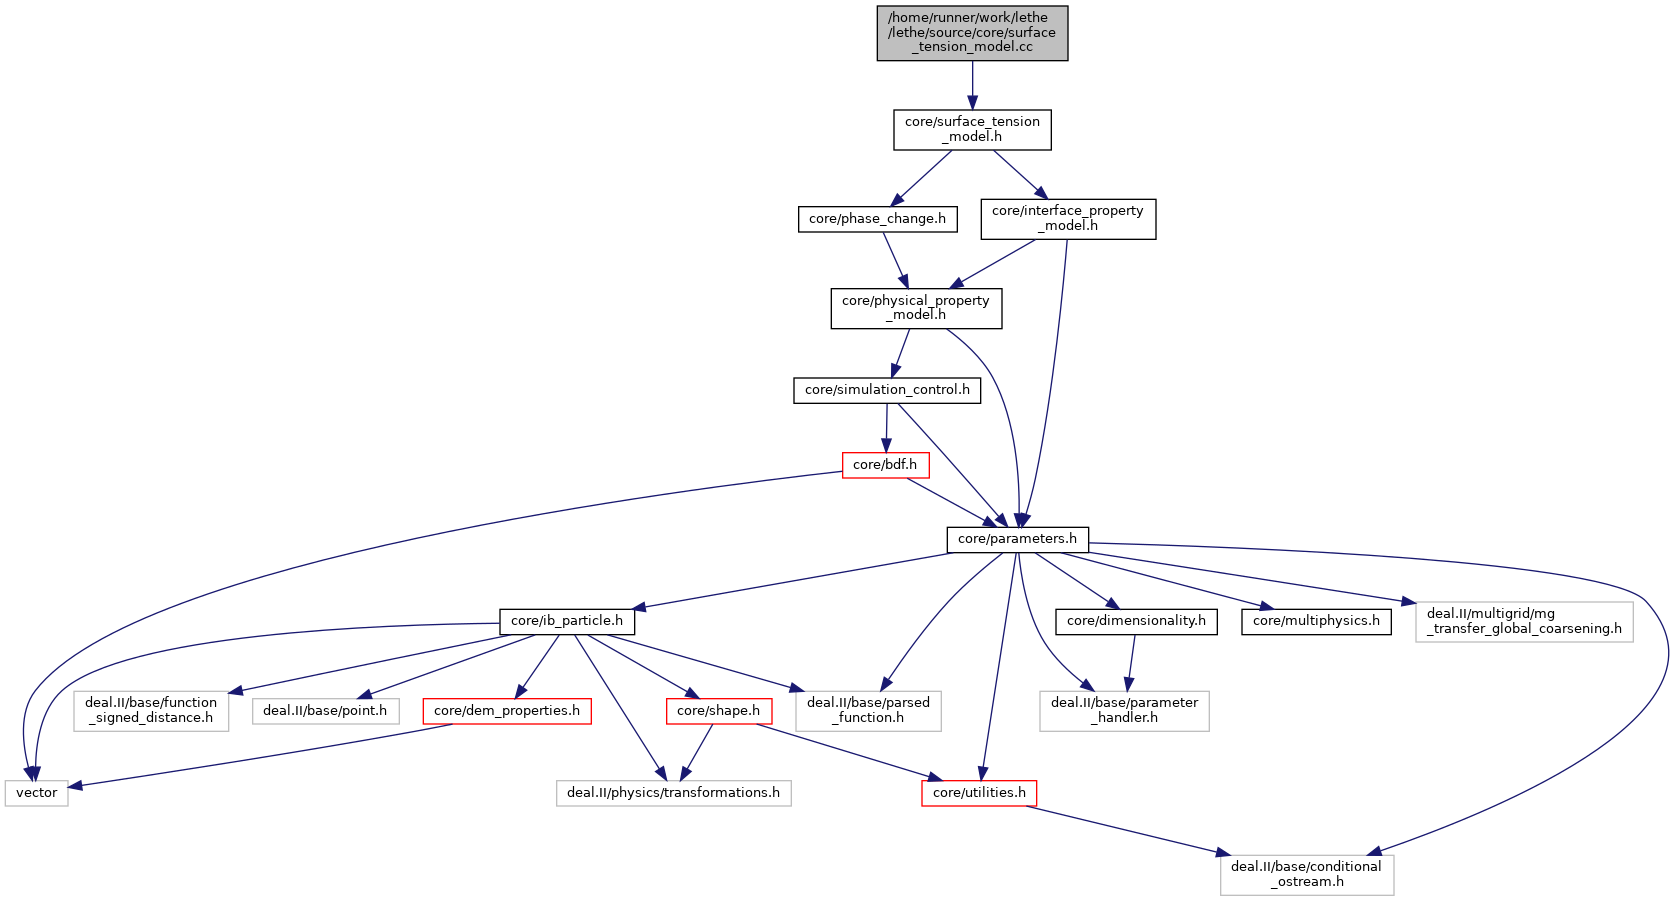 /home/runner/work/lethe
/lethe/source/core/surface
_tension_model.cc
core/surface_tension
_model.h
core/phase_change.h
core/interface_property
_model.h
core/physical_property
_model.h
core/simulation_control.h
core/bdf.h
core/parameters.h
core/ib_particle.h
core/dimensionality.h
core/multiphysics.h
deal.II/multigrid/mg
_transfer_global_coarsening.h
deal.II/base/function
_signed_distance.h
deal.II/base/point.h
core/dem_properties.h
core/shape.h
deal.II/base/parsed
_function.h
deal.II/base/parameter
_handler.h
vector
deal.II/physics/transformations.h
core/utilities.h
deal.II/base/conditional
_ostream.h